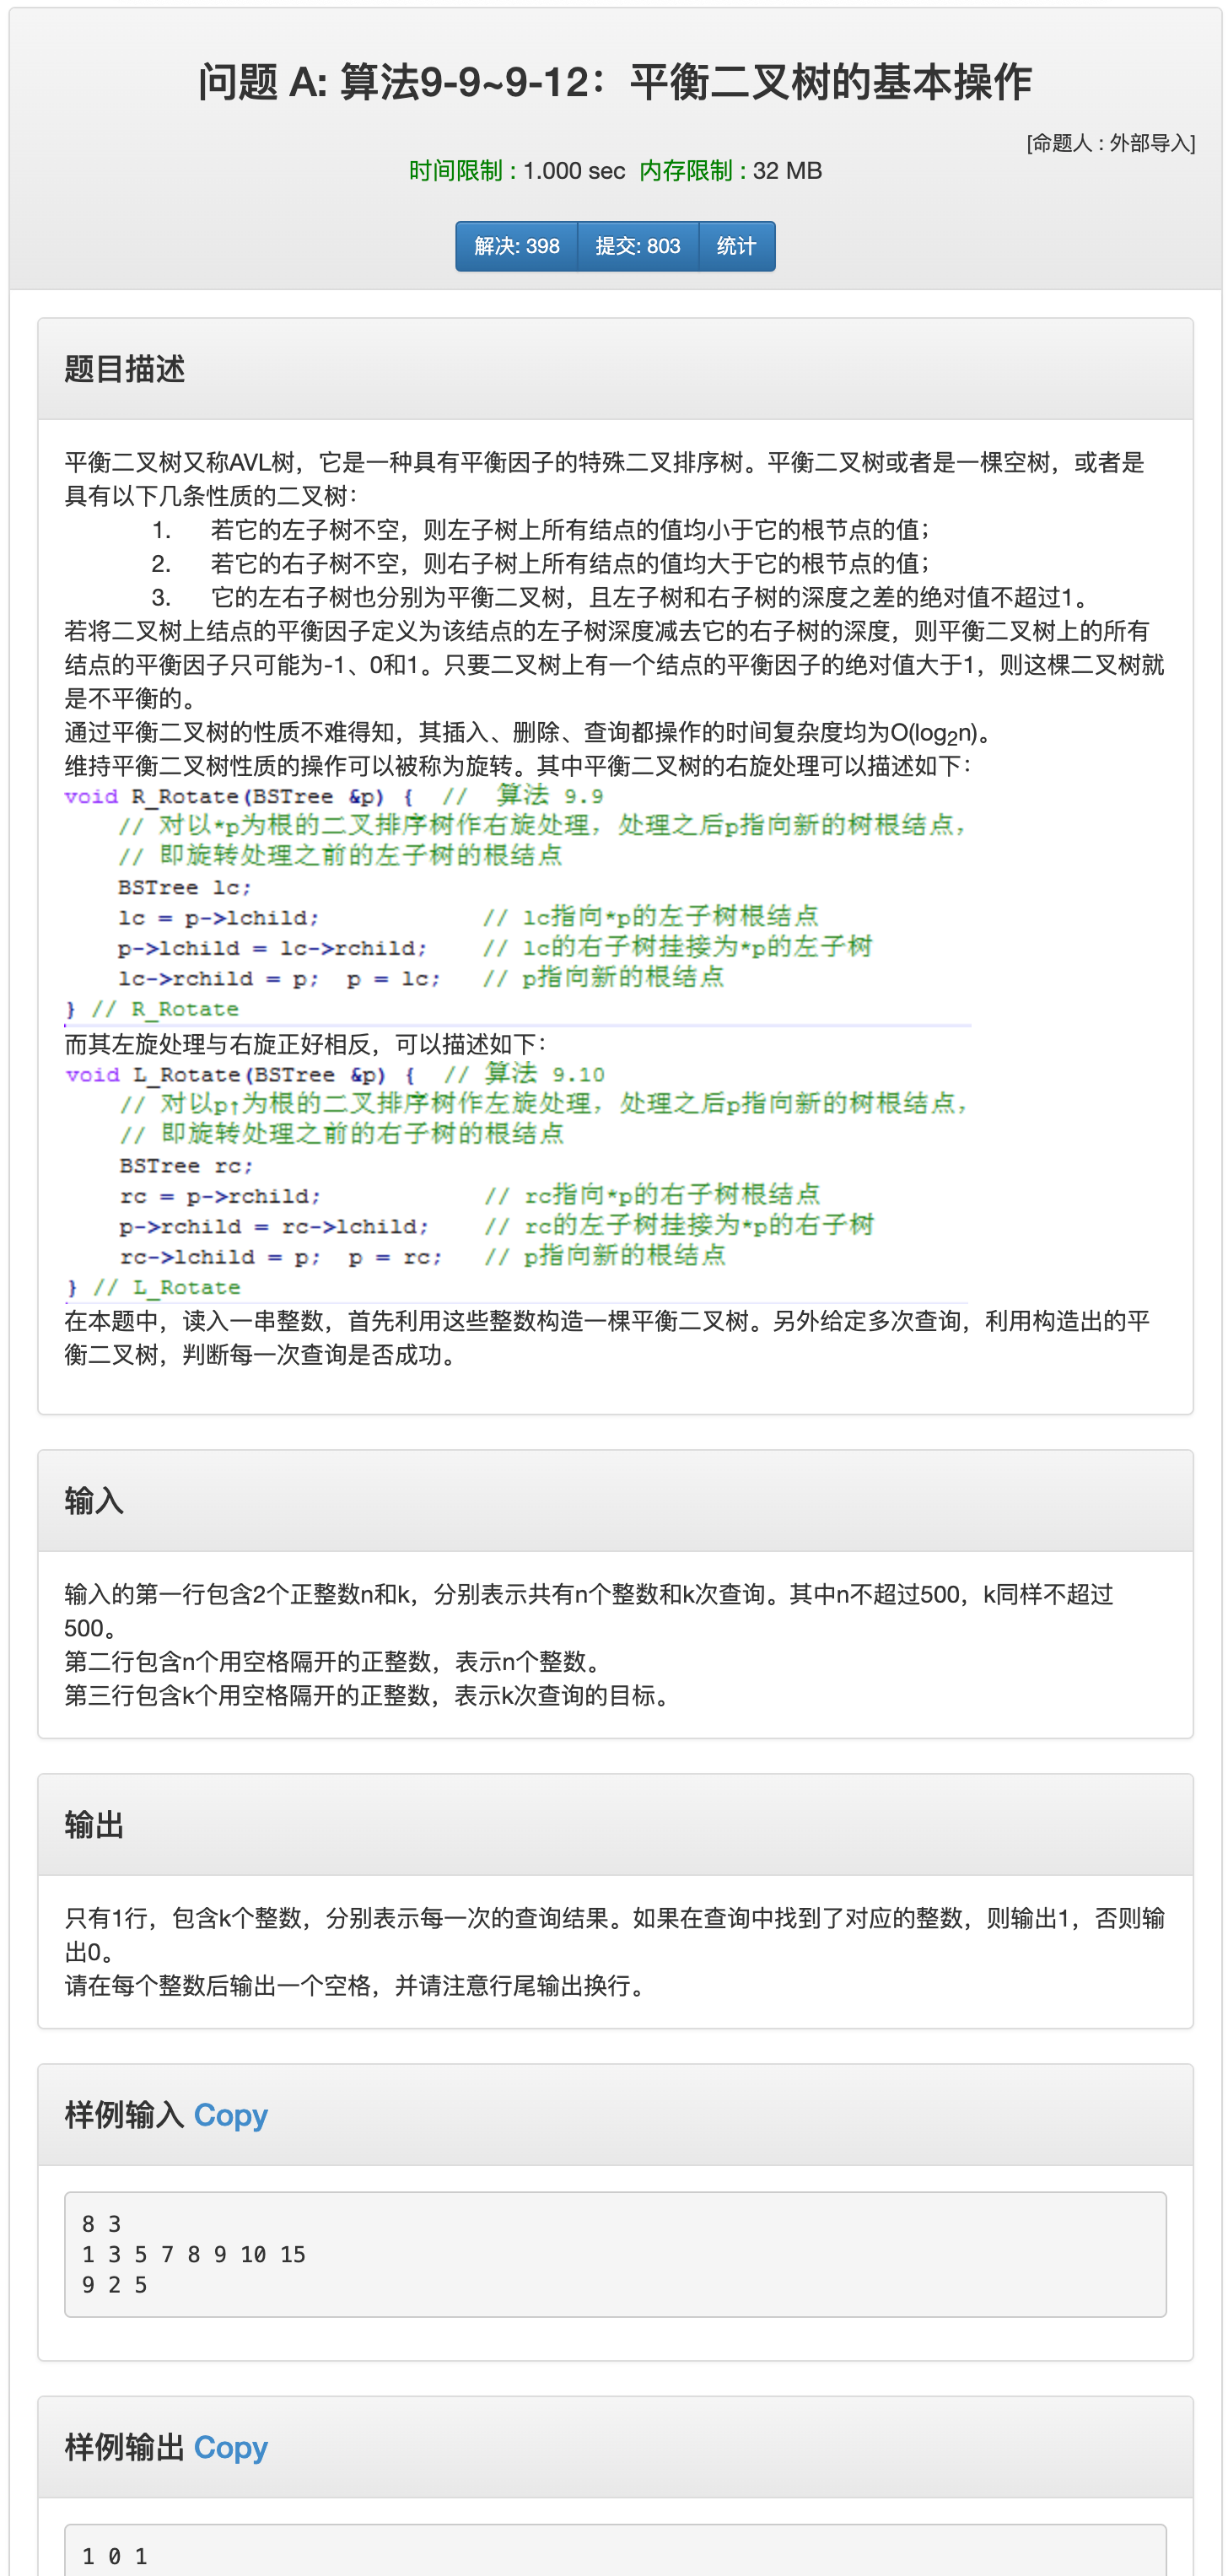 问题 A: 算法9-9~9-12：平衡二叉树的基本操作
[命题人 : 外部导入]
时间限制 : 1.000 sec 内存限制 : 32 MB
解决: 398 提交: 803 统计
题目描述
平衡二叉树又称AVL树，它是一种具有平衡因子的特殊二叉排序树。平衡二叉树或者是一棵空树，或者是
具有以下几条性质的二叉树：
1. 若它的左子树不空，则左子树上所有结点的值均小于它的根节点的值；
2. 若它的右子树不空，则右子树上所有结点的值均大于它的根节点的值；
3. 它的左右子树也分别为平衡二叉树，且左子树和右子树的深度之差的绝对值不超过1。
若将二叉树上结点的平衡因子定义为该结点的左子树深度减去它的右子树的深度，则平衡二叉树上的所有
结点的平衡因子只可能为-1、0和1。只要二叉树上有一个结点的平衡因子的绝对值大于1，则这棵二叉树就
是不平衡的。
通过平衡二叉树的性质不难得知，其插入、删除、查询都操作的时间复杂度均为O(log2n)。
维持平衡二叉树性质的操作可以被称为旋转。其中平衡二叉树的右旋处理可以描述如下：
void R_Rotate(BSTree &p) { // 算法 9.9
// 对以*p为根的二叉排序树作右旋处理，处理之后p指向新的树根结点，
// 即旋转处理之前的左子树的根结点
BSTree lc;
lc = p->lchild; // lc指向*p的左子树根结点
p->lchild = lc->rchild; // lc的右子树挂接为*p的左子树
lc->rchild = p; p = lc; // p指向新的根结点
} // R_Rotate
而其左旋处理与右旋正好相反，可以描述如下：
void L_Rotate(BSTree &p) { // 算法 9.10
// 对以p↑为根的二叉排序树作左旋处理，处理之后p指向新的树根结点，
// 即旋转处理之前的右子树的根结点
BSTree rc;
rc = p->rchild; // rc指向*p的右子树根结点
p->rchild = rc->lchild; // rc的左子树挂接为*p的右子树
rc->lchild = p; p = rc; // p指向新的根结点
} // L_Rotate
在本题中，读入一串整数，首先利用这些整数构造一棵平衡二叉树。另外给定多次查询，利用构造出的平
衡二叉树，判断每一次查询是否成功。
输入
输入的第一行包含2个正整数n和k，分别表示共有n个整数和k次查询。其中n不超过500，k同样不超过
500。
第二行包含n个用空格隔开的正整数，表示n个整数。
第三行包含k个用空格隔开的正整数，表示k次查询的目标。
输出
只有1行，包含k个整数，分别表示每一次的查询结果。如果在查询中找到了对应的整数，则输出1，否则输
出0。
请在每个整数后输出一个空格，并请注意行尾输出换行。
样例输入 Copy
8 3
1 3 5 7 8 9 10 15
9 2 5
样例输出 Copy
1 0 1